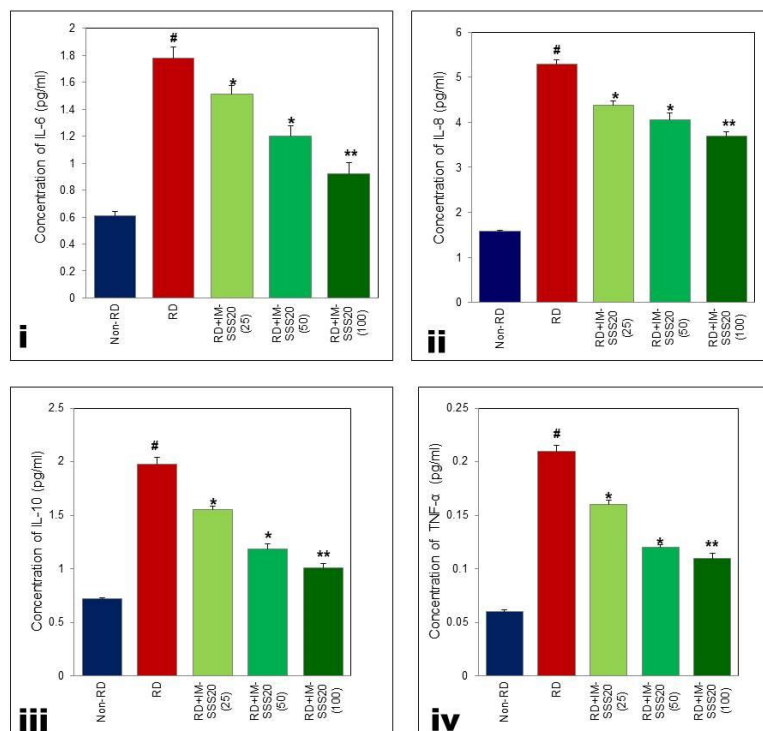 Concentration of IL-6 (pg/ml)
2
1.8
1.6
1.4
1.2
1
0.8
0.6
0.4
0.2
0
#
*
*
**
Non-RD
RD
RD+IM-
SSS20
(25)
RD+IM-
SSS20
(50)
RD+IM-
SSS20
(100)
i
Concentration of IL-8 (pg/ml)
6
5
4
3
2
1
0
#
*
*
**
Non-RD
RD
RD+IM-
SSS20
(25)
RD+IM-
SSS20
(50)
RD+IM-
SSS20
(100)
ii
Concentration of IL-10 (pg/ml)
2.5
2
1.5
1
0.5
0
#
*
*
**
Non-RD
RD
RD+IM-
SSS20
(25)
RD+IM-
SSS20
(50)
RD+IM-
SSS20
(100)
iii
Concentration of TNF-α (pg/ml)
0.25
0.2
0.15
0.1
0.05
0
#
*
*
**
Non-RD
RD
RD+IM-
SSS20
(25)
RD+IM-
SSS20
(50)
RD+IM-
SSS20
(100)
iv